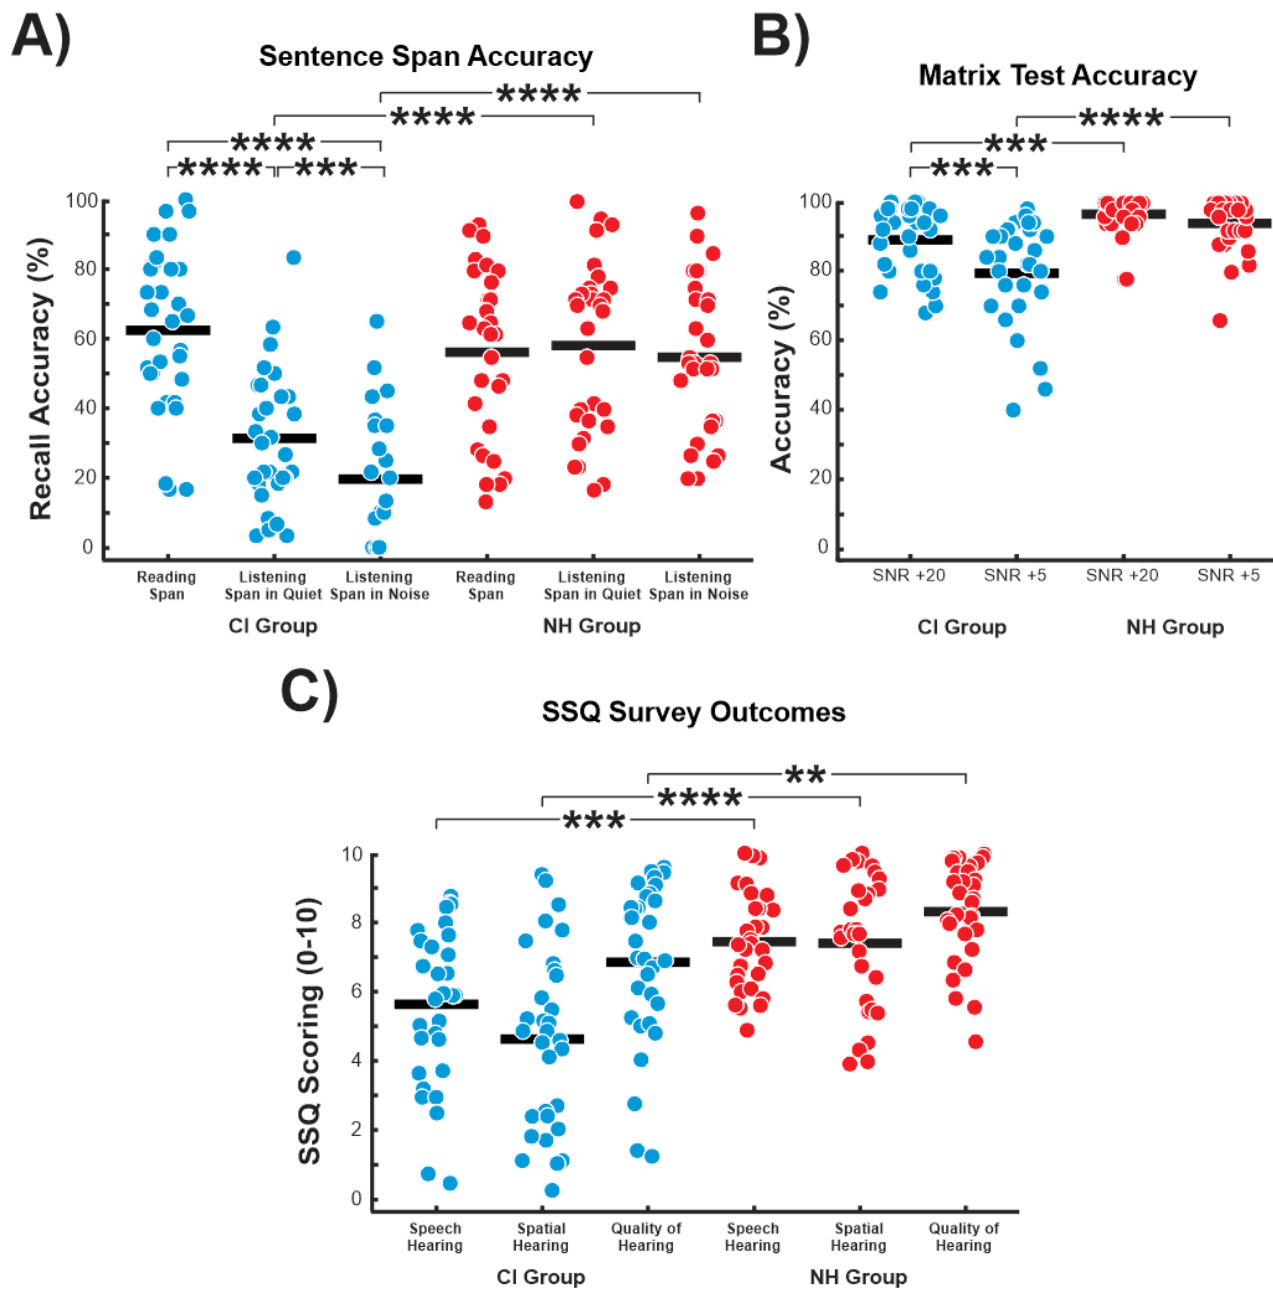 A)
Sentence Span Accuracy
****
****
****
**** ***
Recall Accuracy (%)
100
80
60
40
20
0
Reading Span
Listening Span in Quiet
Listening Span in Noise
Reading Span
Listening Span in Quiet
Listening Span in Noise
CI Group
NH Group
B)
Matrix Test Accuracy
****
***
***
Accuracy (%)
100
80
60
40
20
0
SNR +20
SNR +5
SNR +20
SNR +5
CI Group
NH Group
C)
SSQ Survey Outcomes
**
****
***
SSQ Scoring (0-10)
10
8
6
4
2
0
Speech Hearing
Spatial Hearing
Quality of Hearing
Speech Hearing
Spatial Hearing
Quality of Hearing
CI Group
NH Group